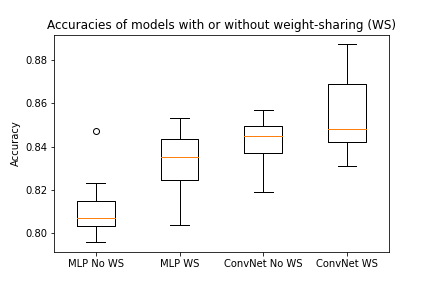 Accuracies of models with or without weight-sharing (WS)
0.88
0.86
0.84
0.82
0.80
Accuracy
MLP No WS
MLP WS
ConvNet No WS
ConvNet WS